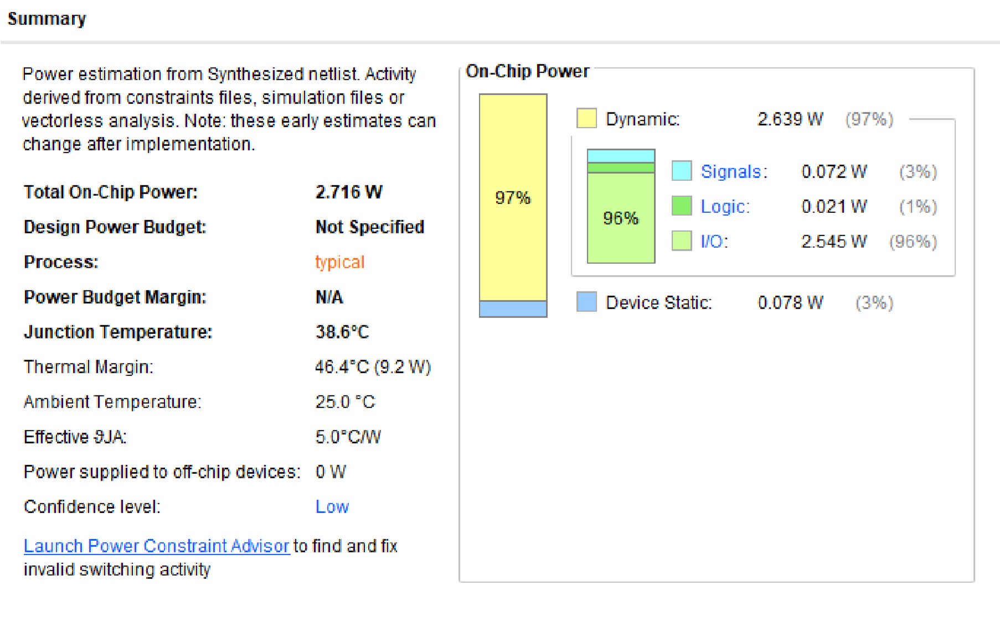 Summary
Power estimation from Synthesized netlist. Activity
derived from constraints files, simulation files or
vectorless analysis. Note: these early estimates can
change after implementation.
Total On-Chip Power: 2.716 W
Design Power Budget: Not Specified
Process: typical
Power Budget Margin: N/A
Junction Temperature: 38.6°C
Thermal Margin: 46.4°C (9.2 W)
Ambient Temperature: 25.0 °C
Effective ϑJA: 5.0°C/W
Power supplied to off-chip devices: 0 W
Confidence level: Low
Launch Power Constraint Advisor to find and fix
invalid switching activity
On-Chip Power
97%
Dynamic: 2.639 W (97%)
96%
Signals: 0.072 W (3%)
Logic: 0.021 W (1%)
I/O: 2.545 W (96%)
Device Static: 0.078 W (3%)